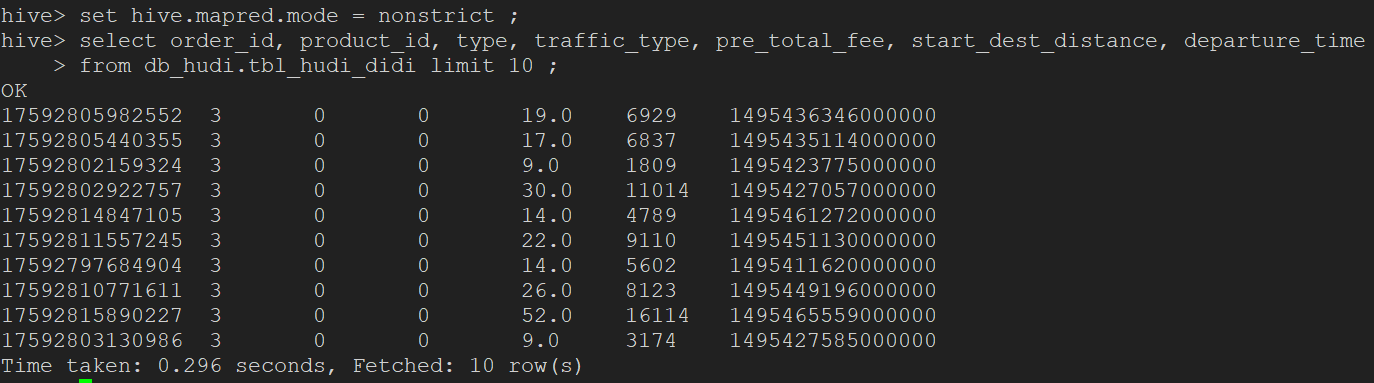 hive> set hive.mapred.mode = nonstrict ;
hive> select order_id, product_id, type, traffic_type, pre_total_fee, start_dest_distance, departure_time
    > from db_hudi.tbl_hudi_didi limit 10 ;
OK
17592805982552  3       0       0       19.0    6929    1495436346000000
17592805440355  3       0       0       17.0    6837    1495435114000000
17592802159324  3       0       0       9.0     1809    1495423775000000
17592802922757  3       0       0       30.0    11014   1495427057000000
17592814847105  3       0       0       14.0    4789    1495461272000000
17592811557245  3       0       0       22.0    9110    1495451130000000
17592797684904  3       0       0       14.0    5602    1495411620000000
17592810771611  3       0       0       26.0    8123    1495449196000000
17592815890227  3       0       0       52.0    16114   1495465559000000
17592803130986  3       0       0       9.0     3174    1495427585000000
Time taken: 0.296 seconds, Fetched: 10 row(s)